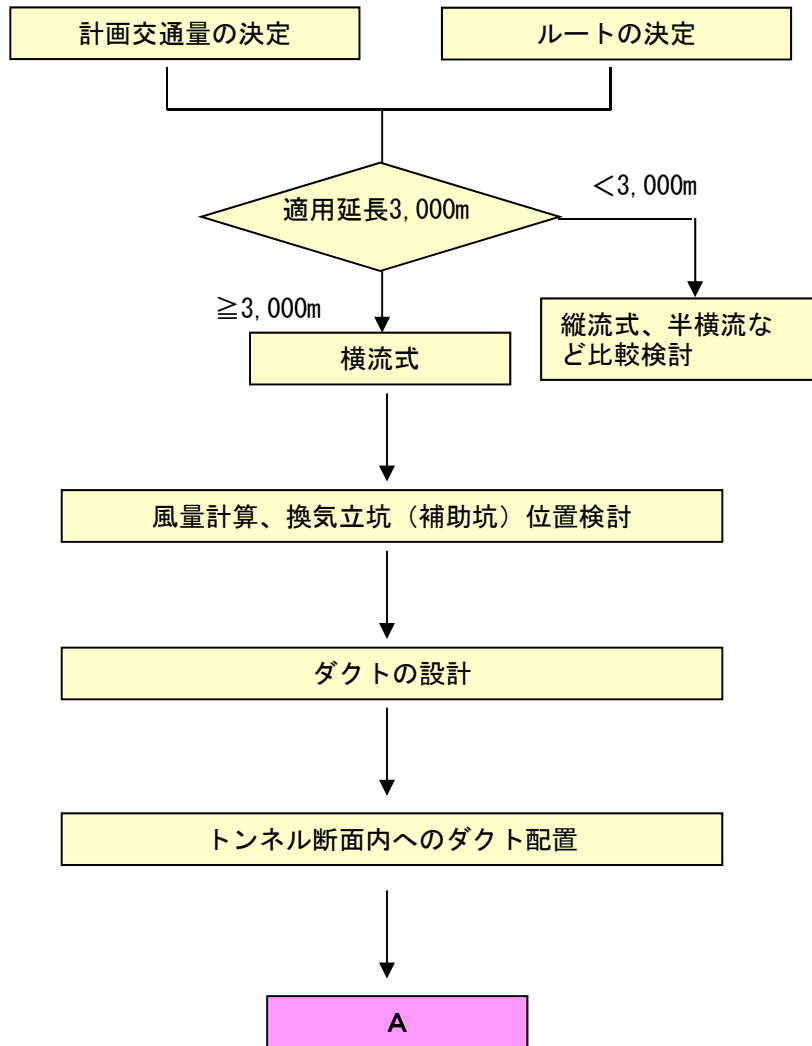 計画交通量の決定
ルートの決定
適用延長3,000m
<3,000m
≧3,000m
横流式
縦流式、半横流な
ど比較検討
風量計算、換気立坑（補助坑）位置検討
ダクトの設計
トンネル断面内へのダクト配置
A